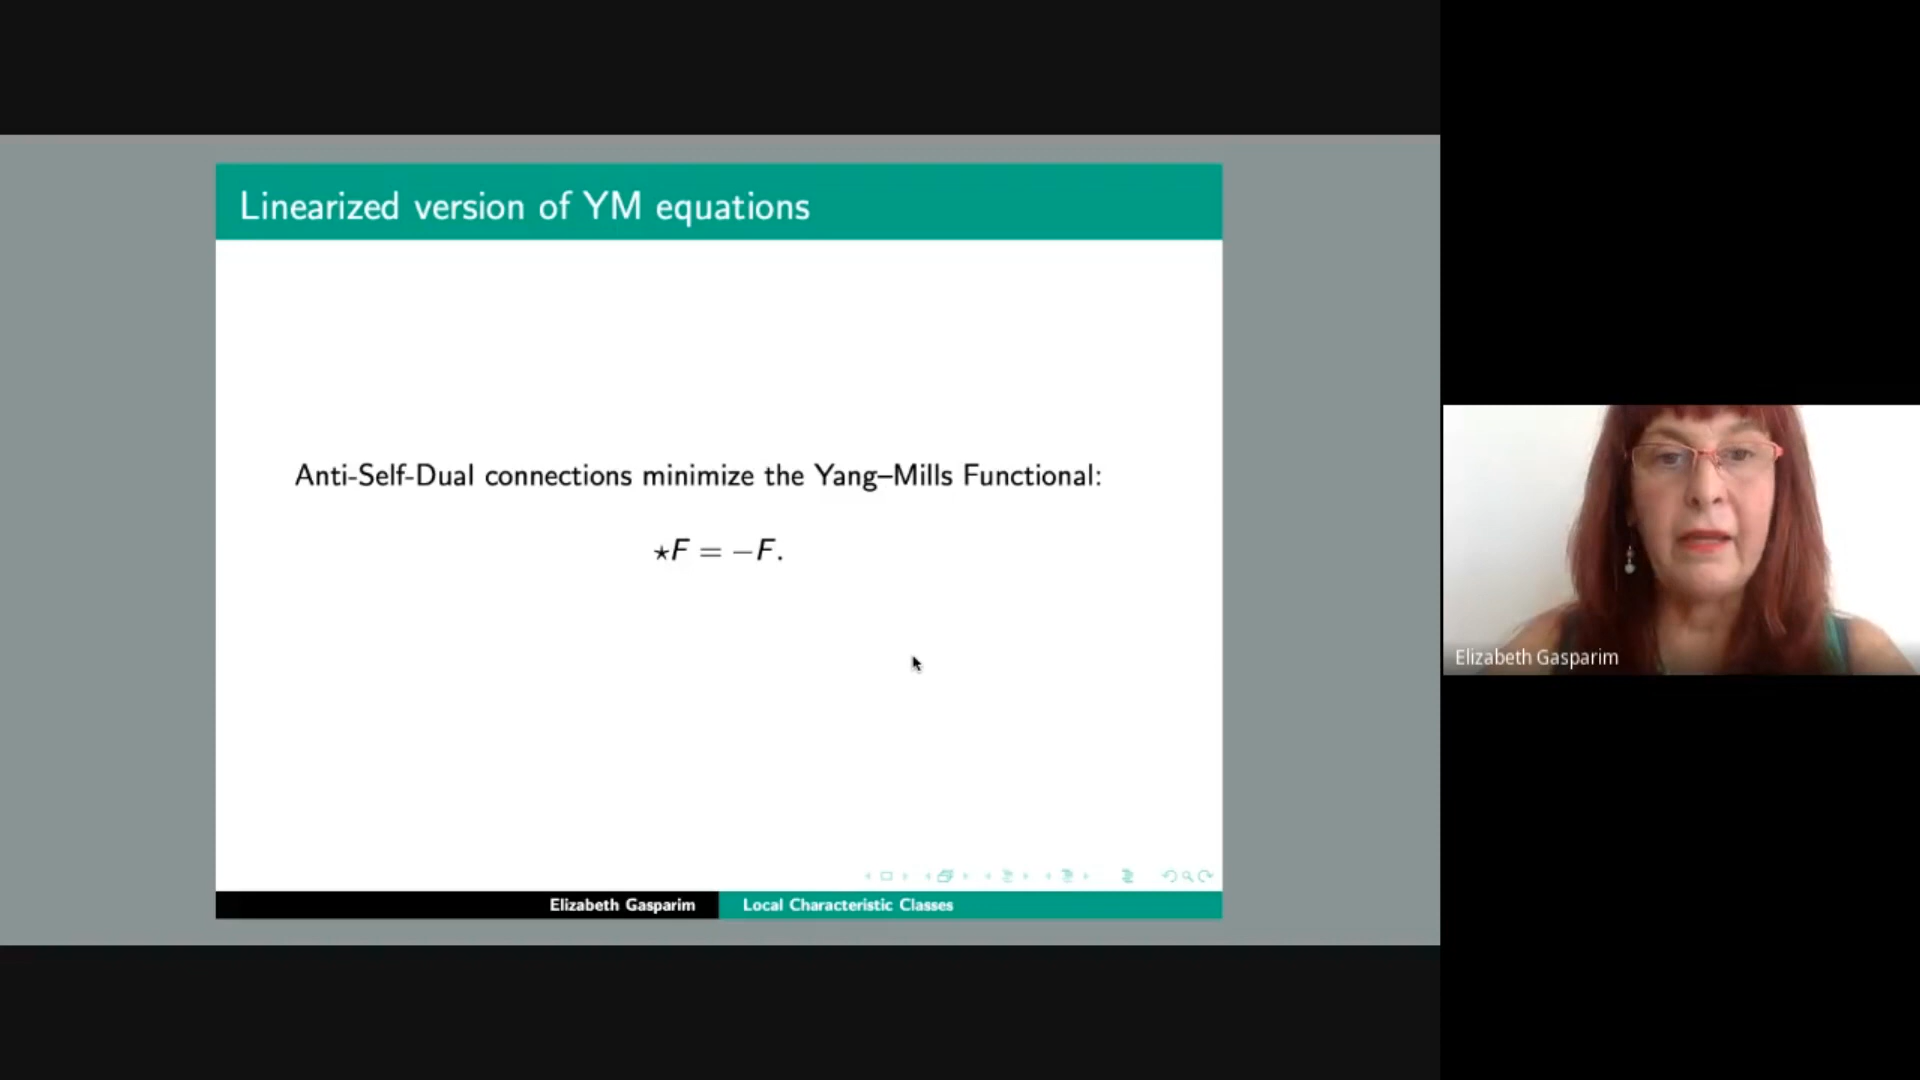 Linearized version of YM equations
Anti-Self-Dual connections minimize the Yang–Mills Functional:
⋆F = −F.
Elizabeth Gasparim
Local Characteristic Classes
Elizabeth Gasparim